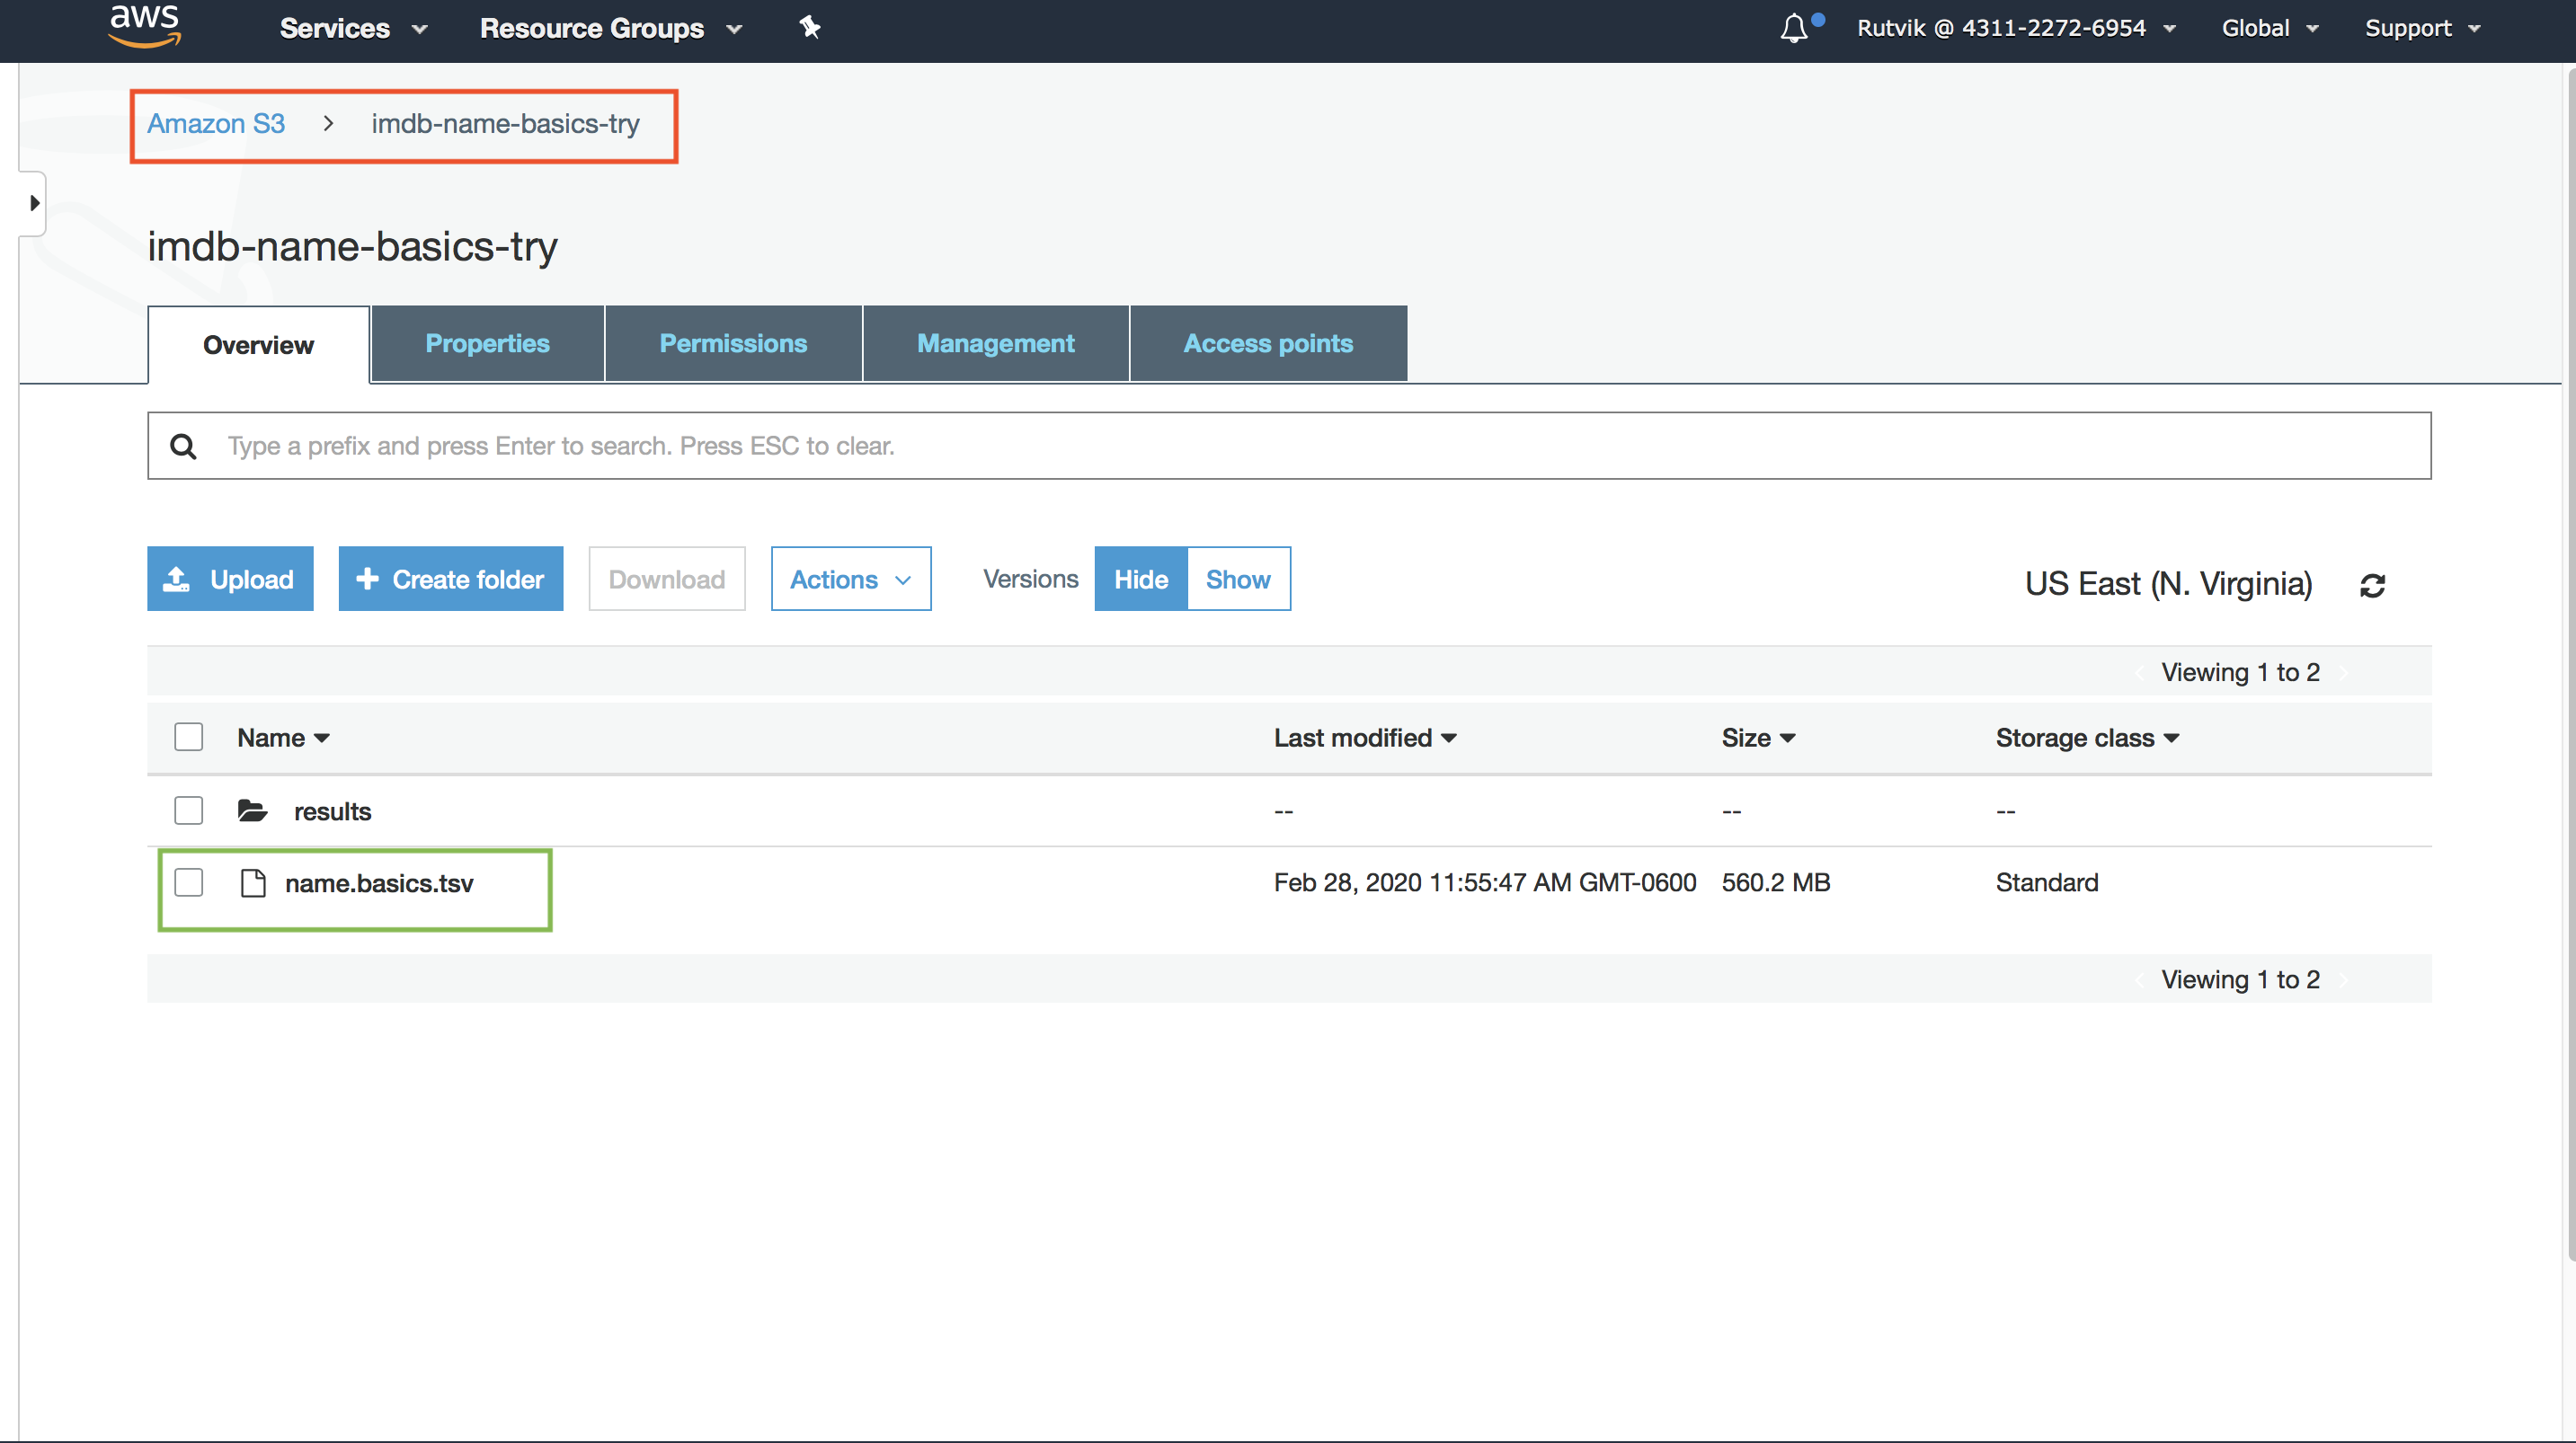 aws Services Resource Groups Rutvik @ 4311-2272-6954 Global Support
Amazon S3 > imdb-name-basics-try
imdb-name-basics-try
Overview Properties Permissions Management Access points
Type a prefix and press Enter to search. Press ESC to clear.
Upload + Create folder Download Actions Versions Hide Show US East (N. Virginia)
Viewing 1 to 2
Name Last modified Size Storage class
results -- -- --
name.basics.tsv Feb 28, 2020 11:55:47 AM GMT-0600 560.2 MB Standard
Viewing 1 to 2